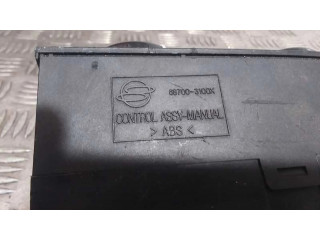 68700-3100X
CONTROL ASSY-MANUAL
> ABS <